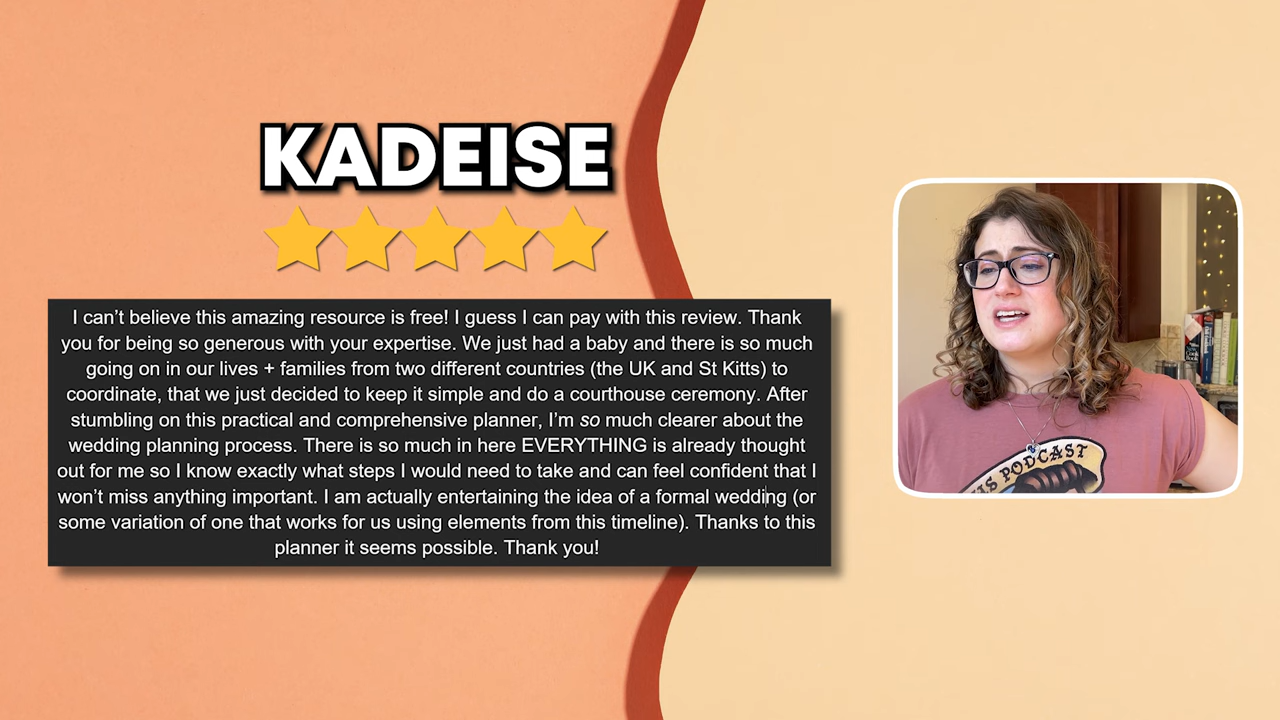 KADEISE
I can't believe this amazing resource is free! I guess I can pay with this review. Thank
you for being so generous with your expertise. We just had a baby and there is so much
going on in our lives + families from two different countries (the UK and St Kitts) to
coordinate, that we just decided to keep it simple and do a courthouse ceremony. After
stumbling on this practical and comprehensive planner, I'm so much clearer about the
wedding planning process. There is so much in here EVERYTHING is already thought
out for me so I know exactly what steps I would need to take and can feel confident that I
won't miss anything important. I am actually entertaining the idea of a formal wedding (or
some variation of one that works for us using elements from this timeline). Thanks to this
planner it seems possible. Thank you!
IS PODCAST